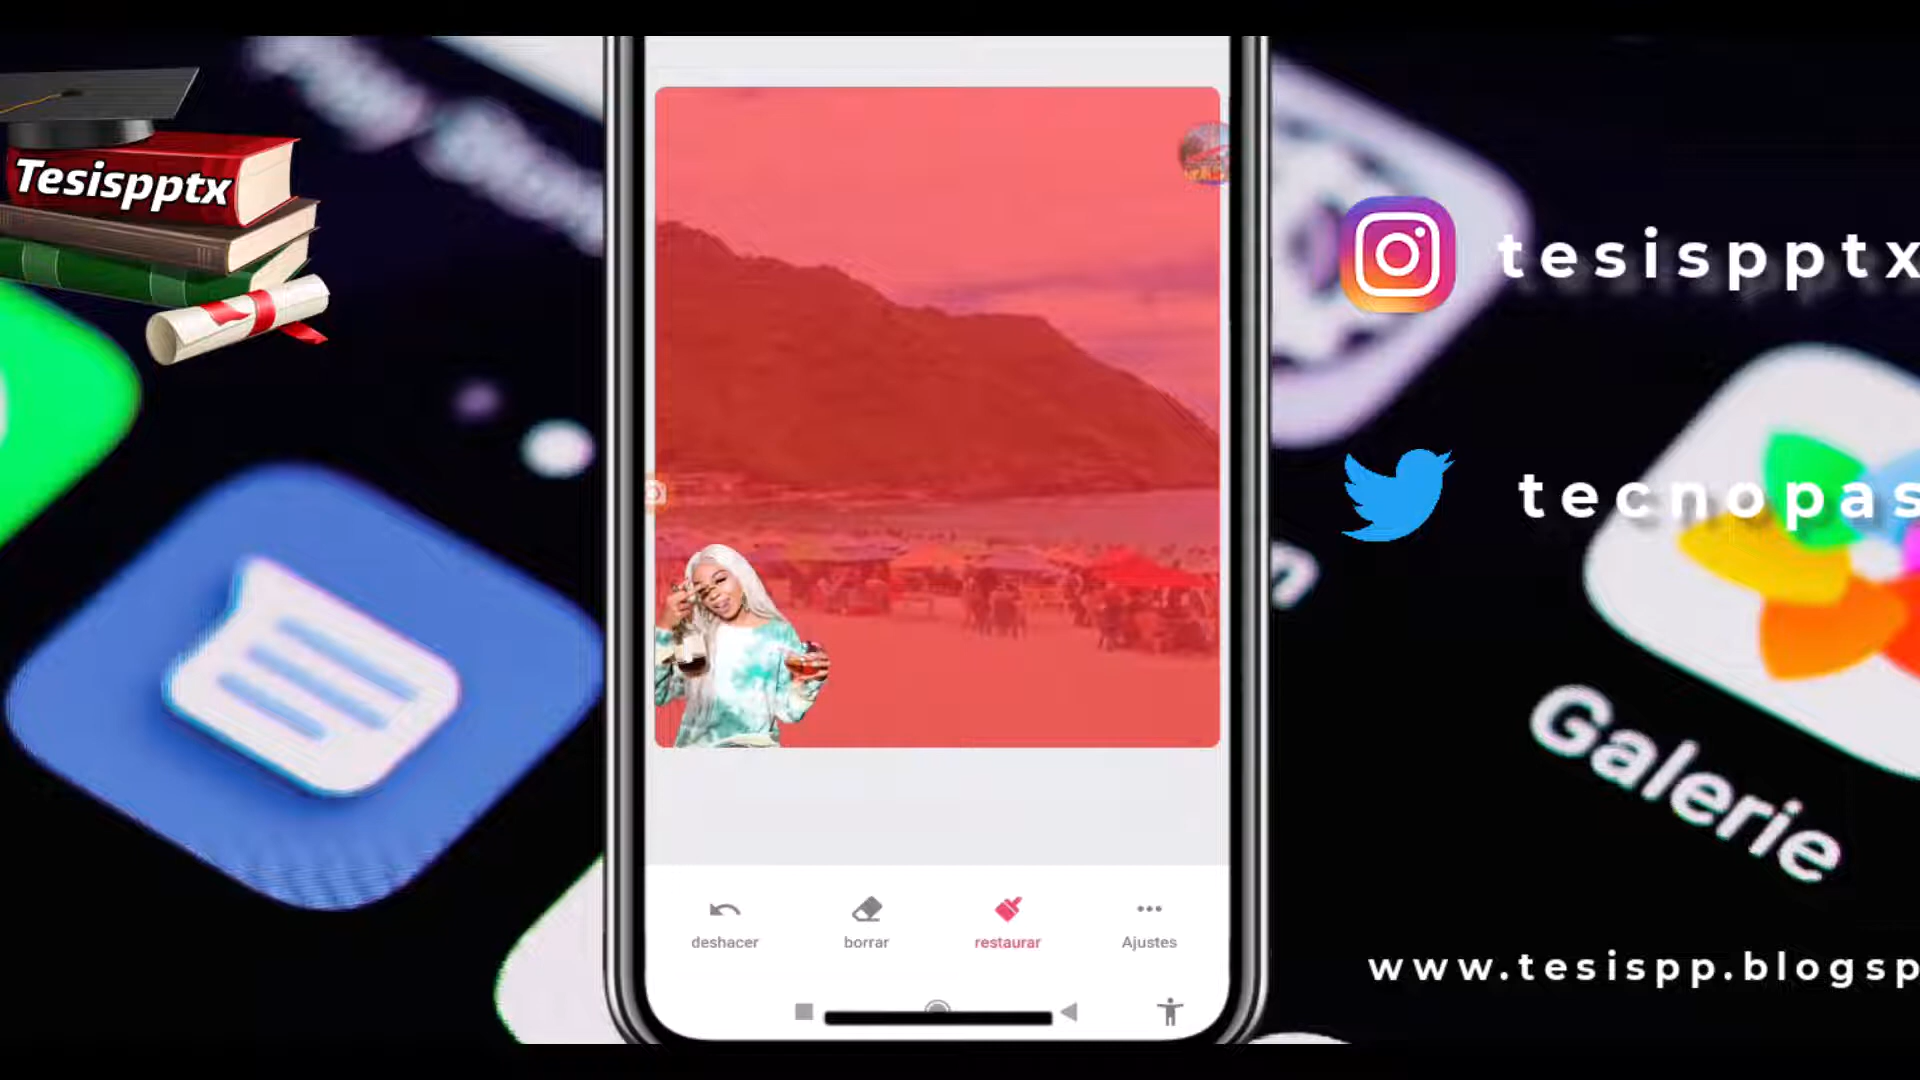 Tesispptx
tesispptx
tecnopas
Galerie
deshacer
borrar
restaurar
Ajustes
www.tesispp.blogsp